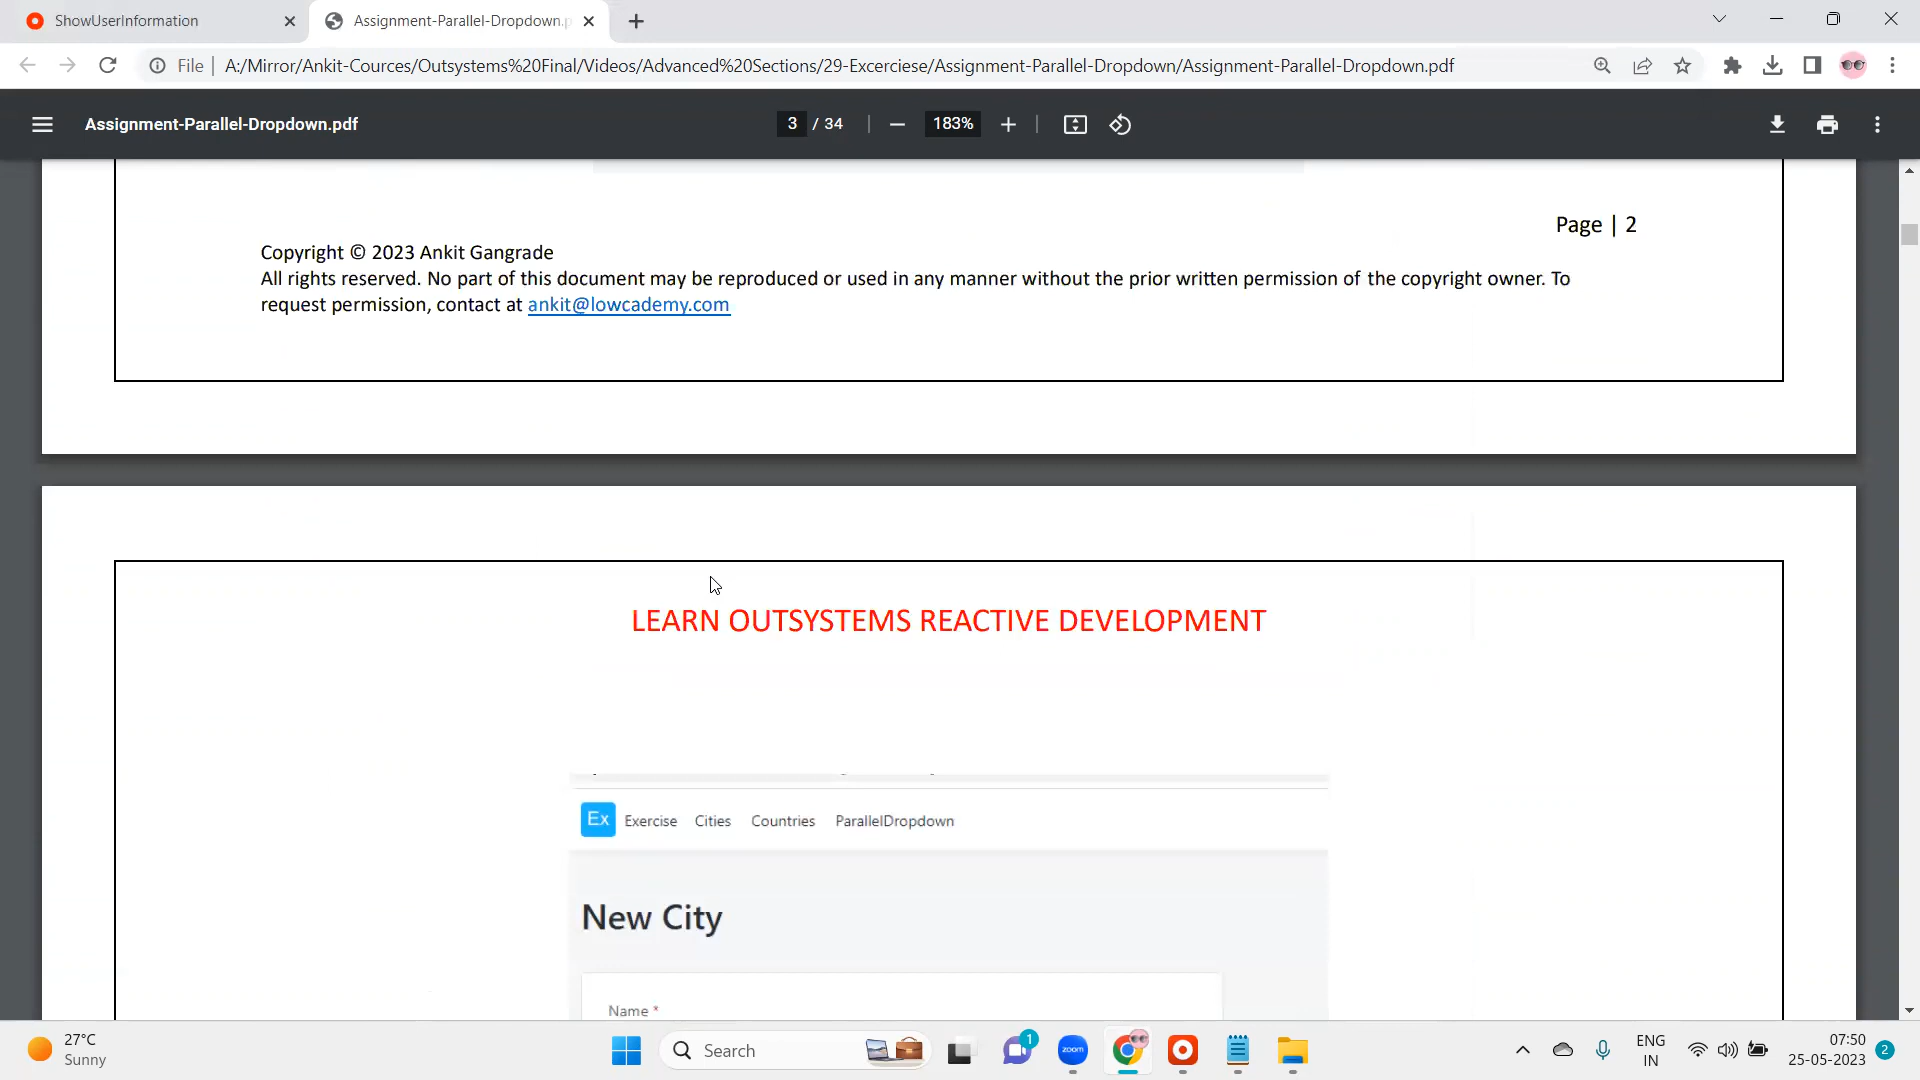 ShowUserInformation
Assignment-Parallel-Dropdown.p
File
A:/Mirror/Ankit-Cources/Outsystems%20Final/Videos/Advanced%20Sections/29-Excerciese/Assignment-Parallel-Dropdown/Assignment-Parallel-Dropdown.pdf
Assignment-Parallel-Dropdown.pdf
3 / 34
183%
Page | 2
Copyright © 2023 Ankit Gangrade
All rights reserved. No part of this document may be reproduced or used in any manner without the prior written permission of the copyright owner. To
request permission, contact at ankit@lowcademy.com
LEARN OUTSYSTEMS REACTIVE DEVELOPMENT
Ex Exercise Cities Countries ParallelDropdown
New City
Name *
27°C
Sunny
Search
1
zoom
ENG
IN
07:50
25-05-2023
2